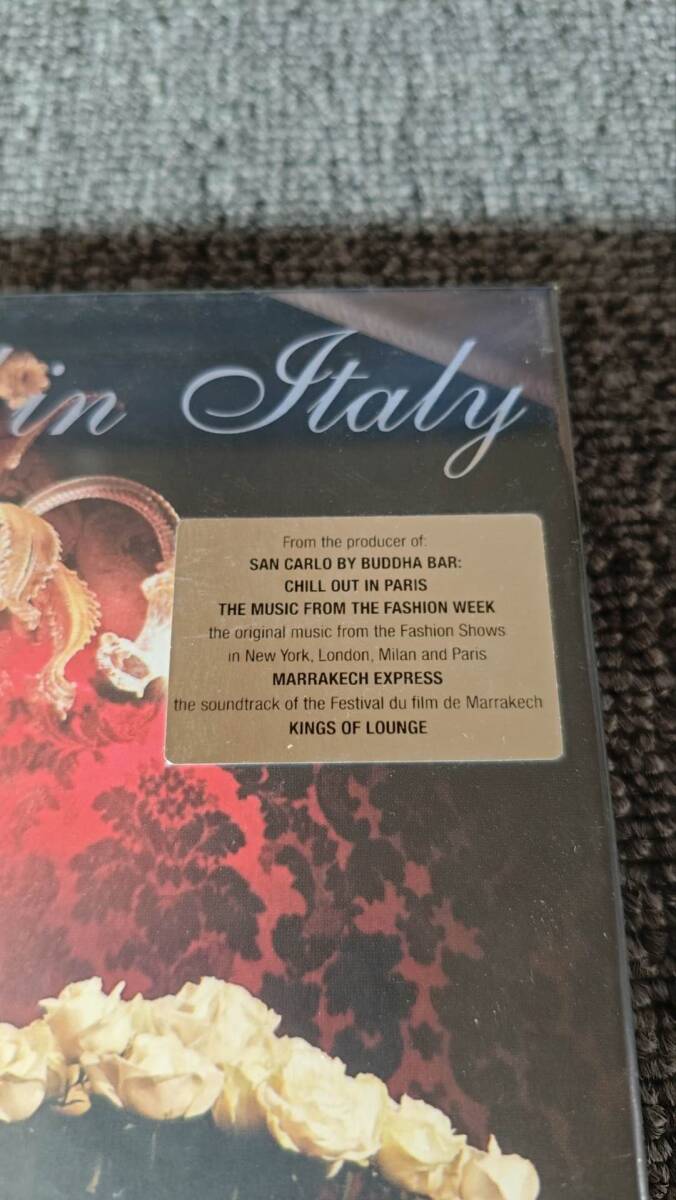 in Italy
From the producer of:
SAN CARLO BY BUDDHA BAR:
CHILL OUT IN PARIS
THE MUSIC FROM THE FASHION WEEK
the original music from the Fashion Shows
in New York, London, Milan and Paris
MARRAKECH EXPRESS
the soundtrack of the Festival du film de Marrakech
KINGS OF LOUNGE